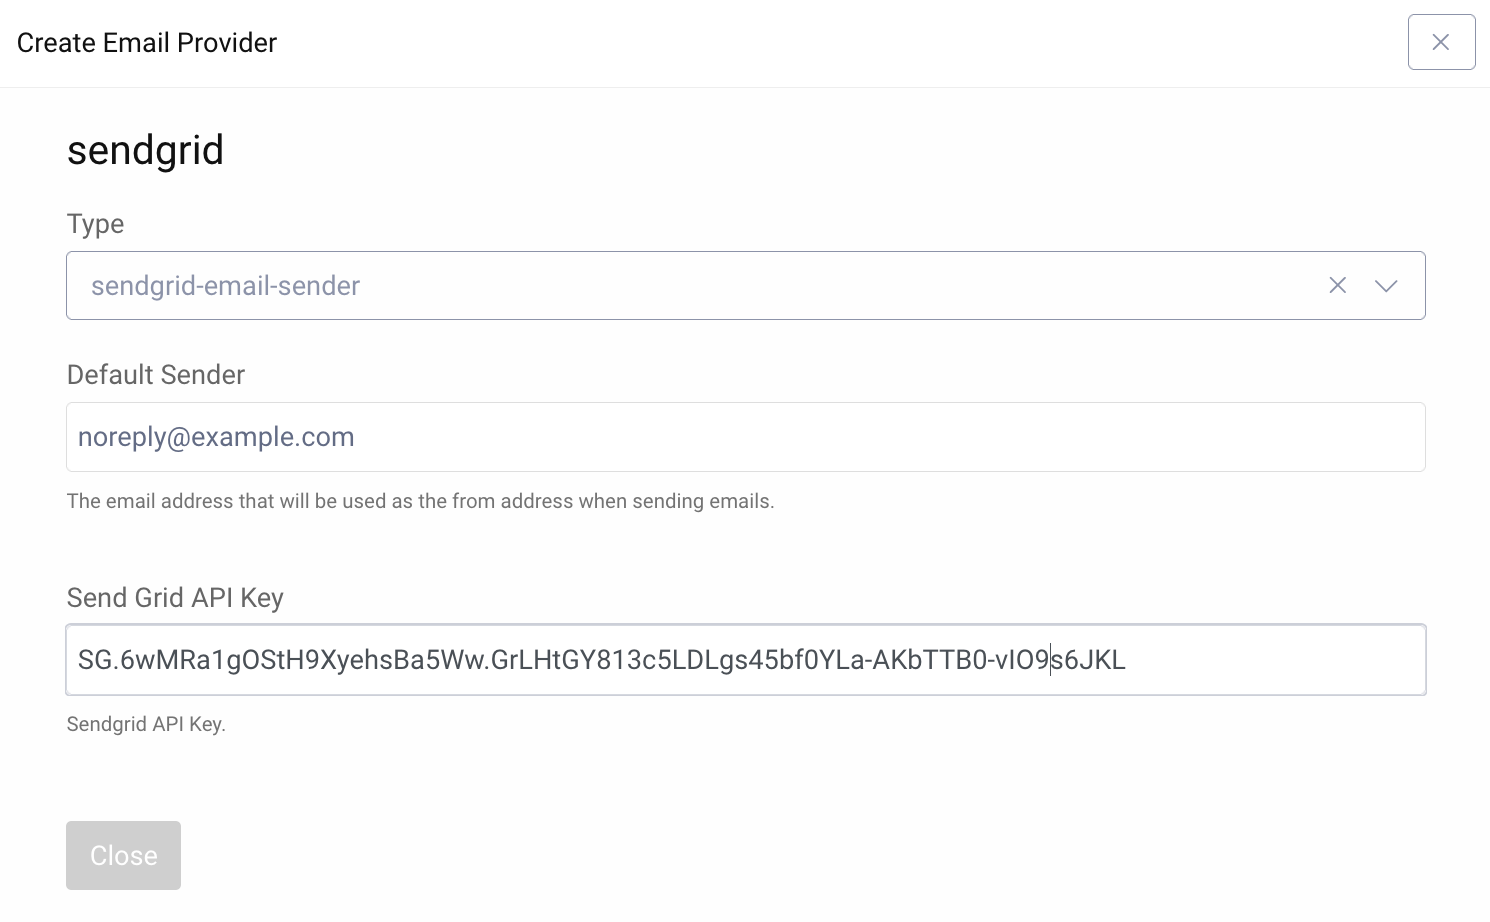 Create Email Provider
sendgrid
Type
sendgrid-email-sender
Default Sender
noreply@example.com
The email address that will be used as the from address when sending emails.
Send Grid API Key
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
Sendgrid API Key.
Close